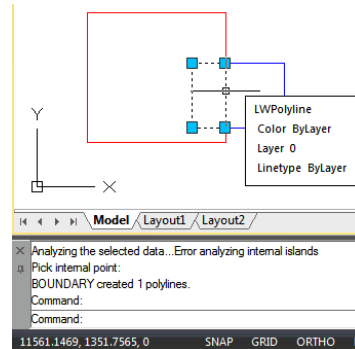 LWPolyline
Color ByLayer
Layer 0
Linetype ByLayer
Y
X
Model Layout1 Layout2
Analyzing the selected data...Error analyzing internal islands
Pick internal point:
BOUNDARY created 1 polylines.
Command:
Command:
11561.1469, 1351.7565, 0 SNAP GRID ORTHO